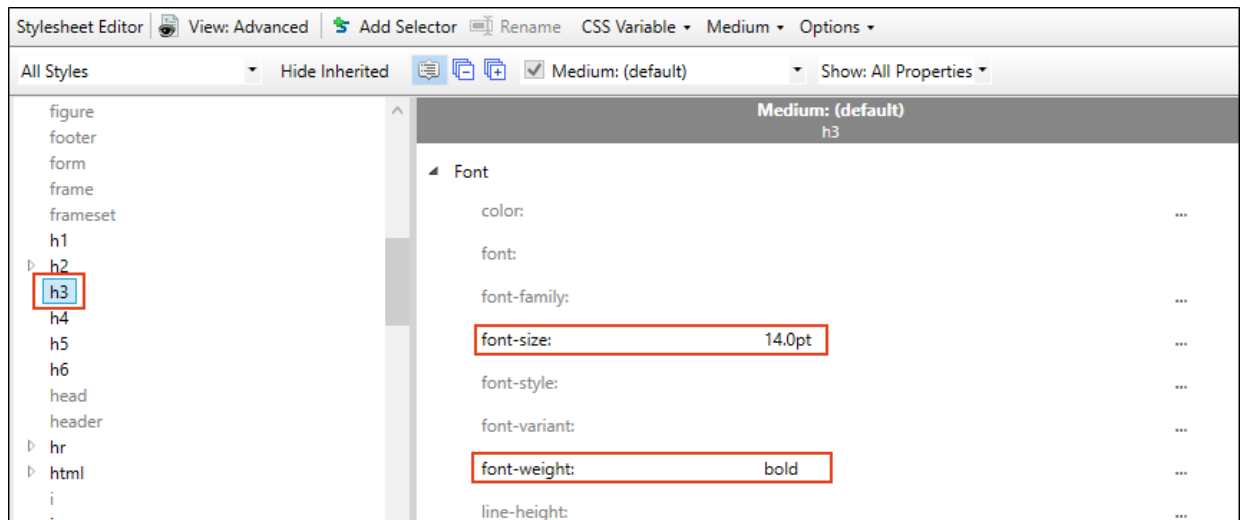 Stylesheet Editor View: Advanced Add Selector Rename CSS Variable Medium Options
All Styles Hide Inherited Medium: (default) Show: All Properties
figure
footer
form
frame
frameset
h1
h2
h3
h4
h5
h6
head
header
hr
html
i
Medium: (default)
h3
Font
color: ...
font:
font-family: ...
font-size: 14.0pt ...
font-style: ...
font-variant: ...
font-weight: bold ...
line-height: ...